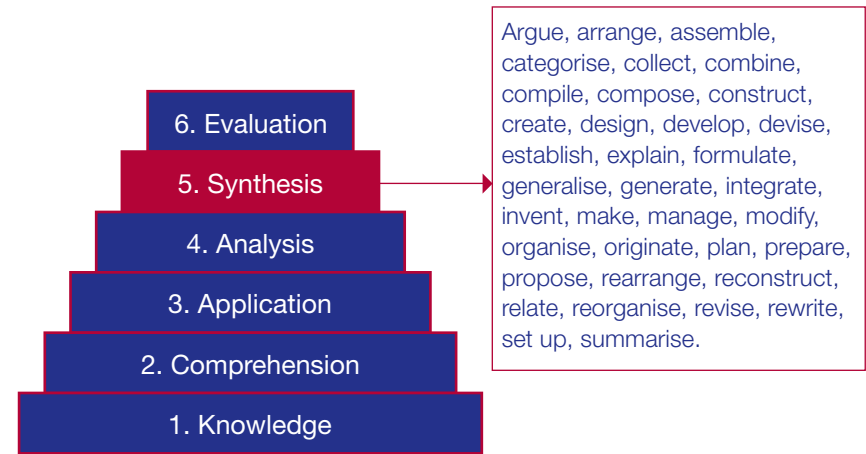 6. Evaluation
5. Synthesis
4. Analysis
3. Application
2. Comprehension
1. Knowledge
Argue, arrange, assemble,
categorise, collect, combine,
compile, compose, construct,
create, design, develop, devise,
establish, explain, formulate,
generalise, generate, integrate,
invent, make, manage, modify,
organise, originate, plan, prepare,
propose, rearrange, reconstruct,
relate, reorganise, revise, rewrite,
set up, summarise.